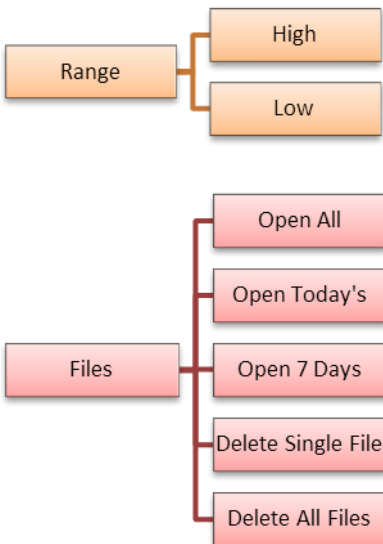 Range
High
Low
Files
Open All
Open Today's
Open 7 Days
Delete Single File
Delete All Files